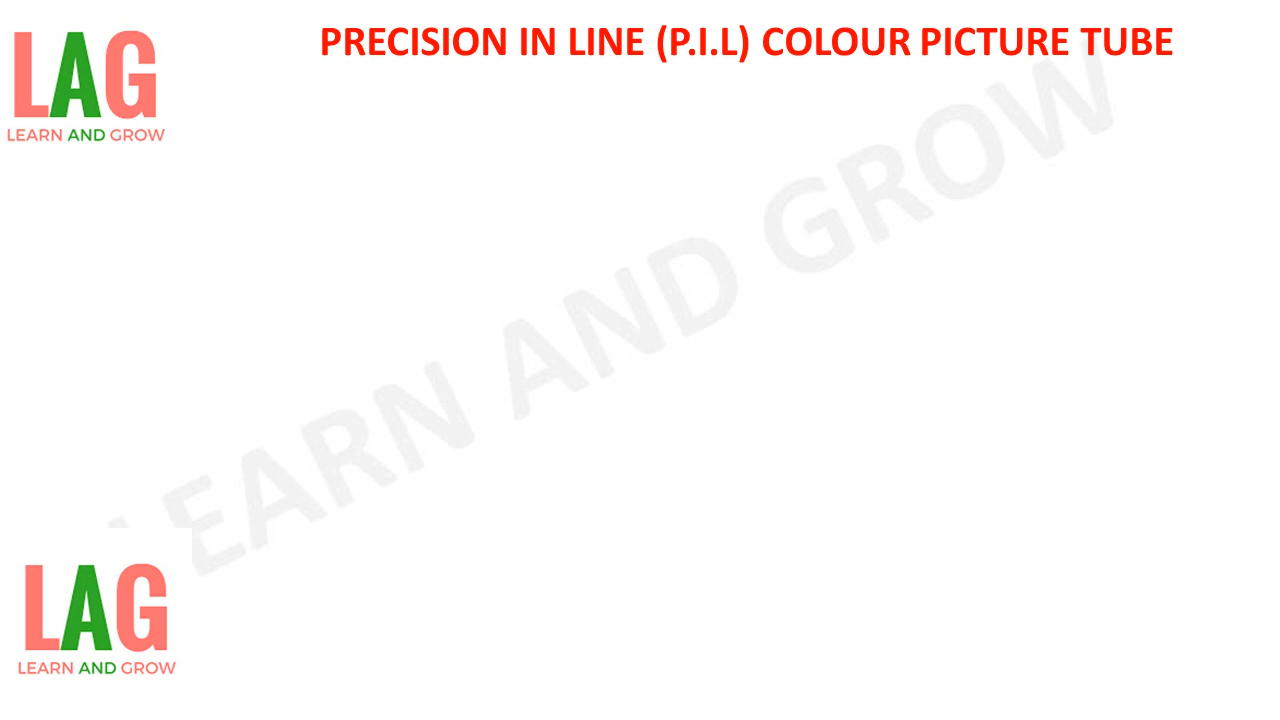 PRECISION IN LINE (P.I.L) COLOUR PICTURE TUBE
LAG
LEARN AND GROW
LEARN AND GROW
LAG
LEARN AND GROW